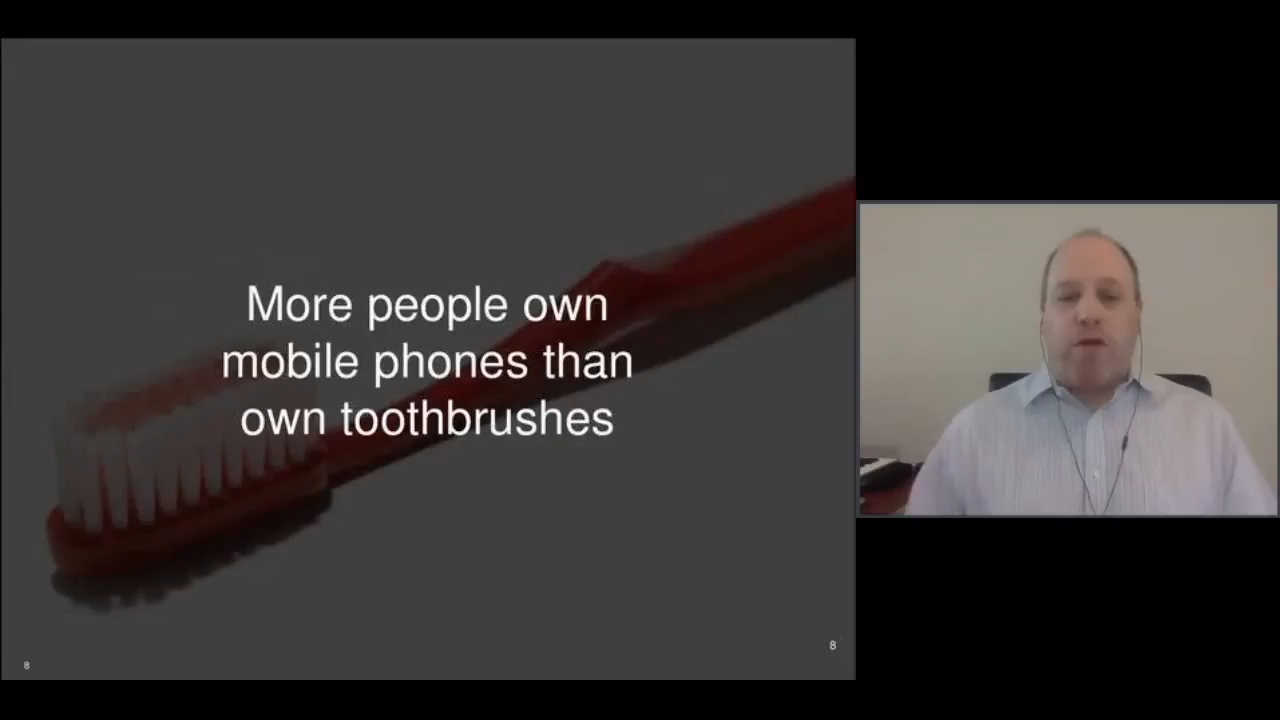 More people own
mobile phones than
own toothbrushes
8
8